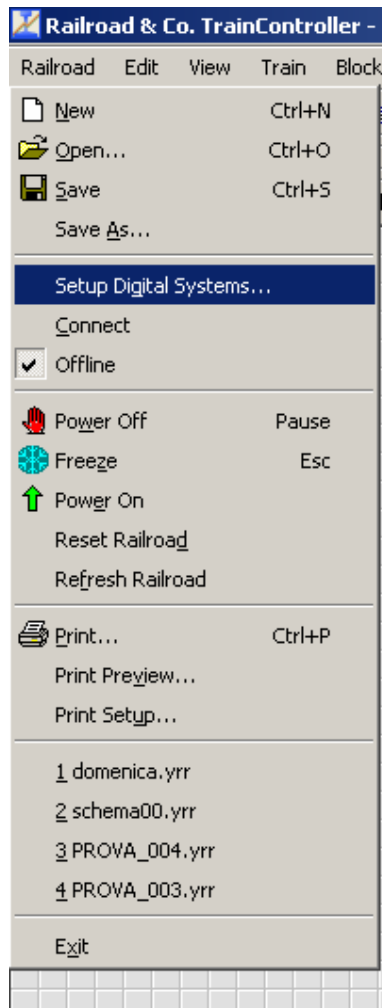 Railroad & Co. TrainController -
Railroad Edit View Train Block
New Ctrl+N
Open... Ctrl+O
Save Ctrl+S
Save As...
Setup Digital Systems...
Connect
Offline
Power Off Pause
Freeze Esc
Power On
Reset Railroad
Refresh Railroad
Print... Ctrl+P
Print Preview...
Print Setup...
1 domenica.yrr
2 schema00.yrr
3 PROVA_004.yrr
4 PROVA_003.yrr
Exit